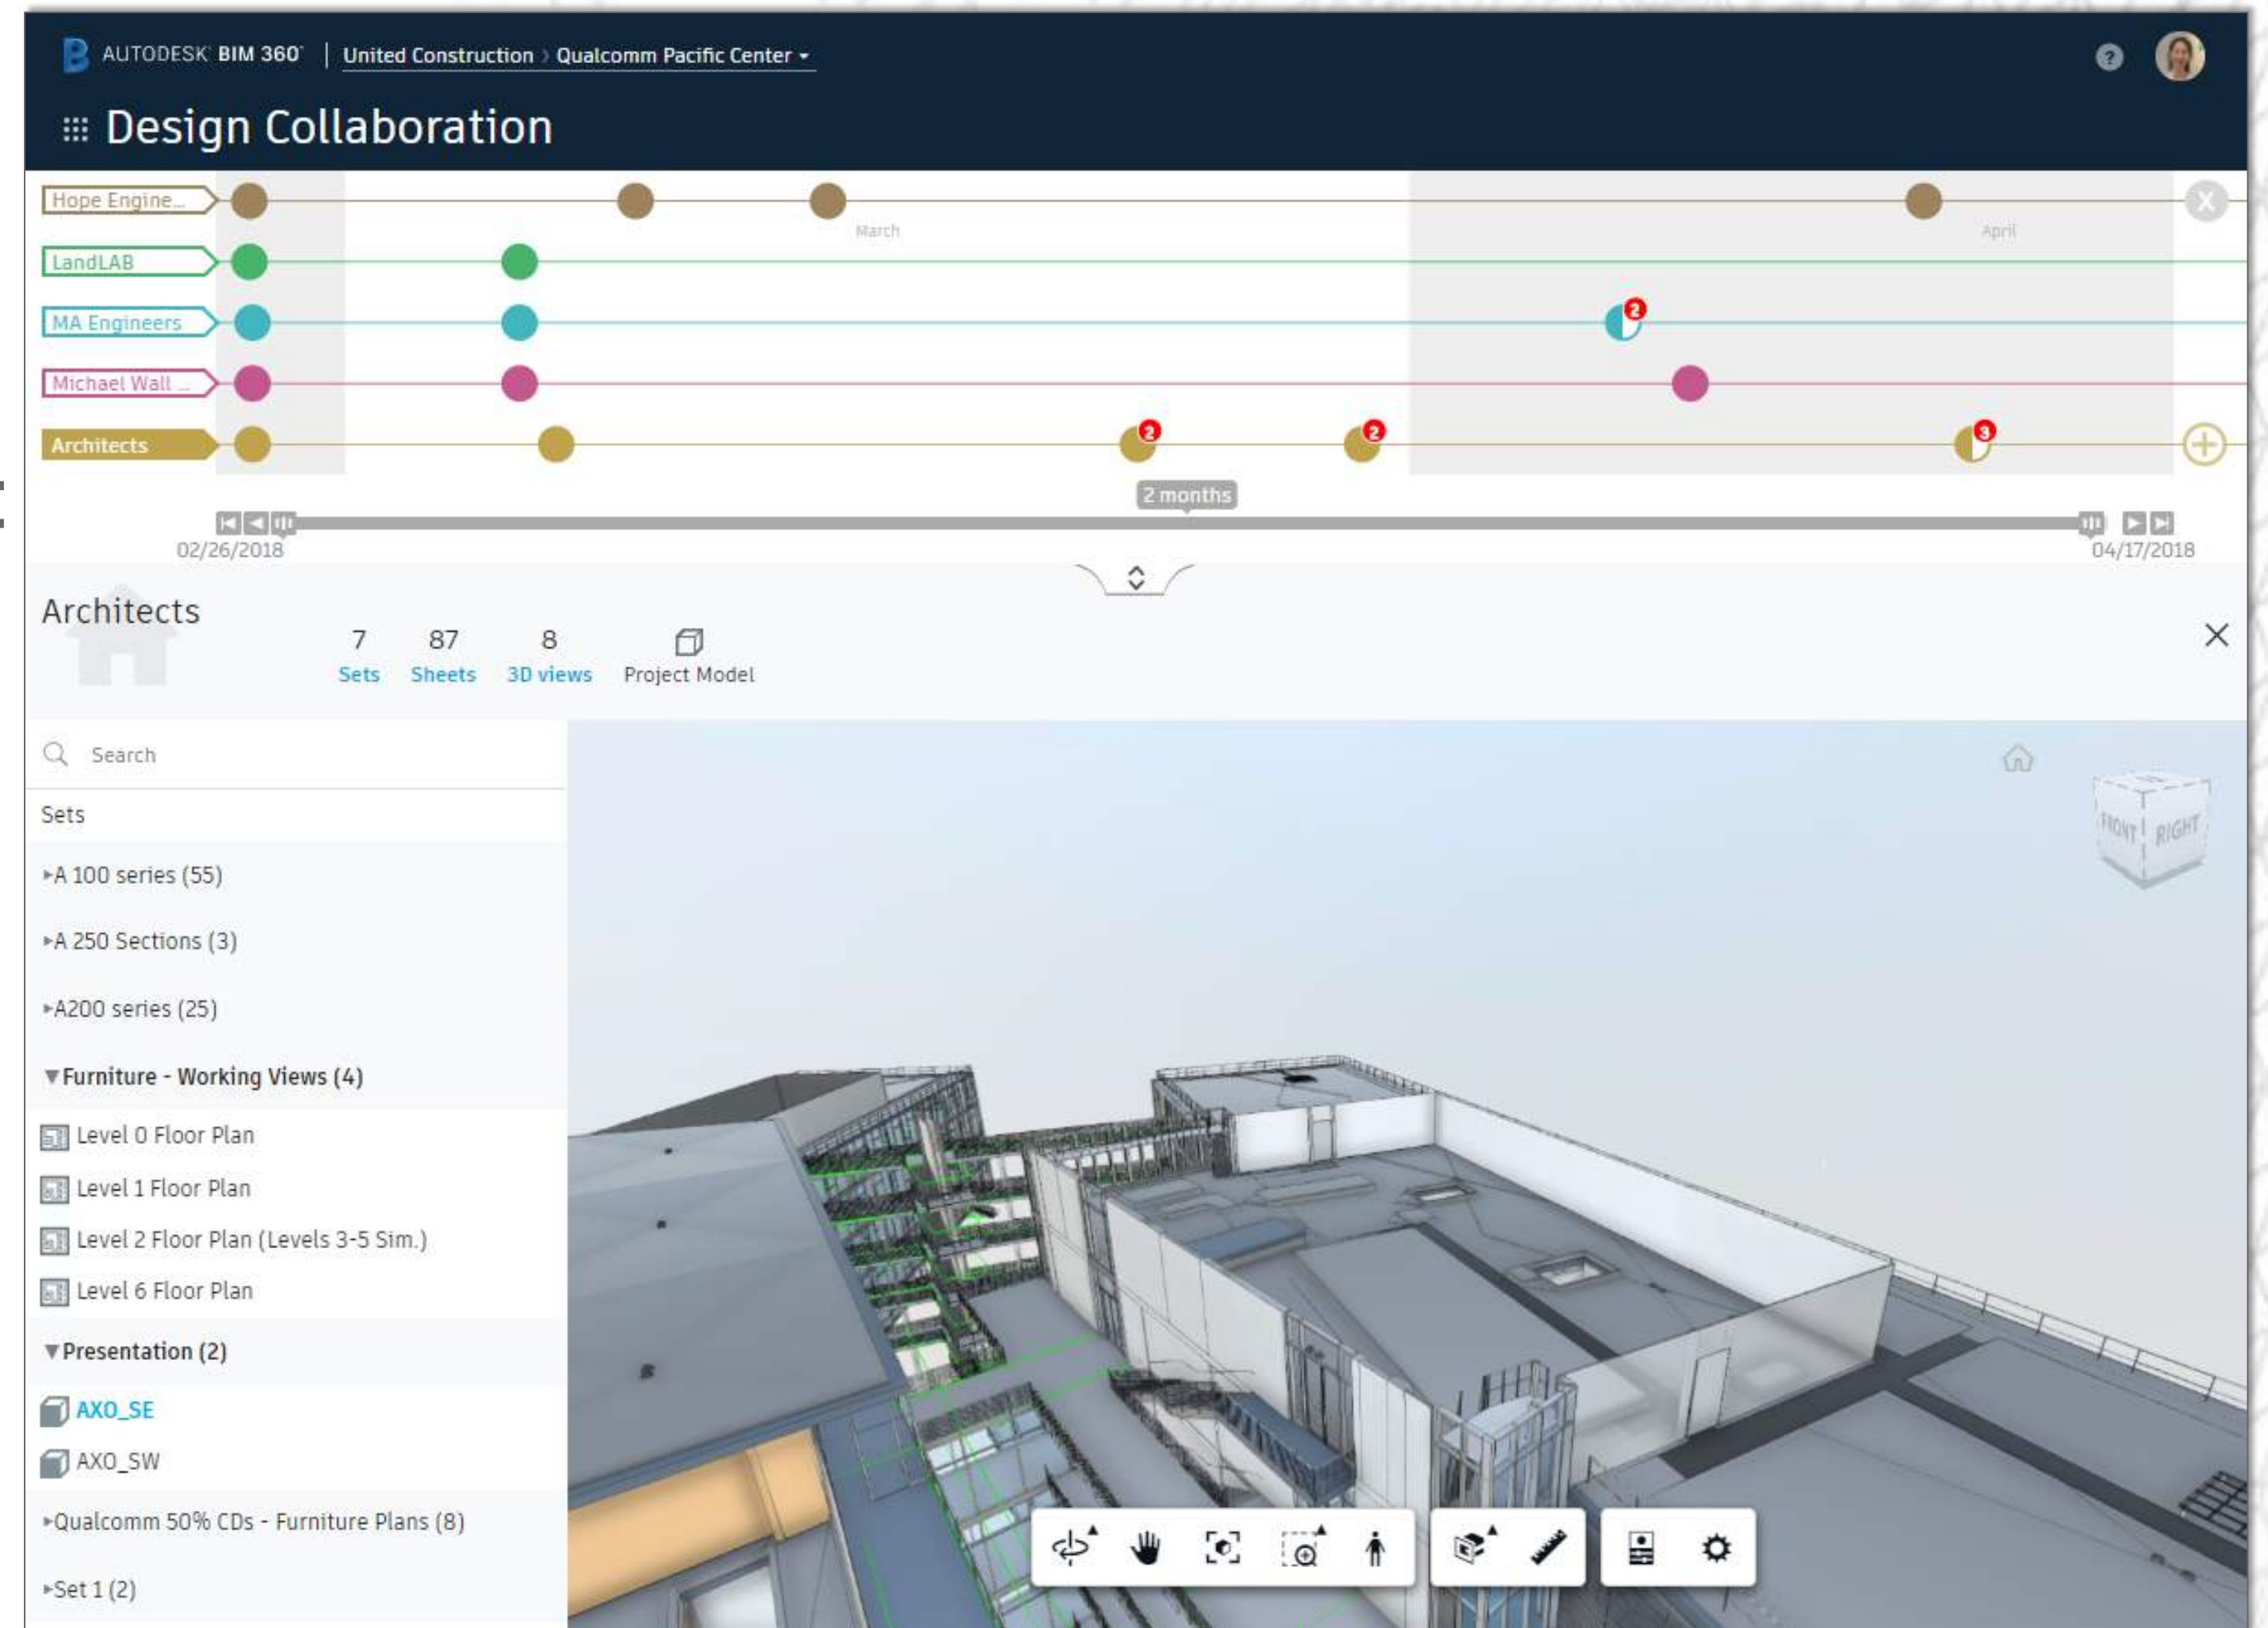 AUTODESK BIM 360 | United Construction › Qualcomm Pacific Center
?
Design Collaboration
Hope Engine...
X
March
April
LandLAB
MA Engineers
2
Michael Wall ...
Architects
2
2
3
2 months
02/26/2018
04/17/2018
Architects
7 87 8
Sets Sheets 3D views Project Model
Search
Sets
FRONT RIGHT
A 100 series (55)
A 250 Sections (3)
A200 series (25)
Furniture - Working Views (4)
Level 0 Floor Plan
Level 1 Floor Plan
Level 2 Floor Plan (Levels 3-5 Sim.)
Level 6 Floor Plan
Presentation (2)
AXO_SE
AXO_SW
Qualcomm 50% CDs - Furniture Plans (8)
Set 1 (2)